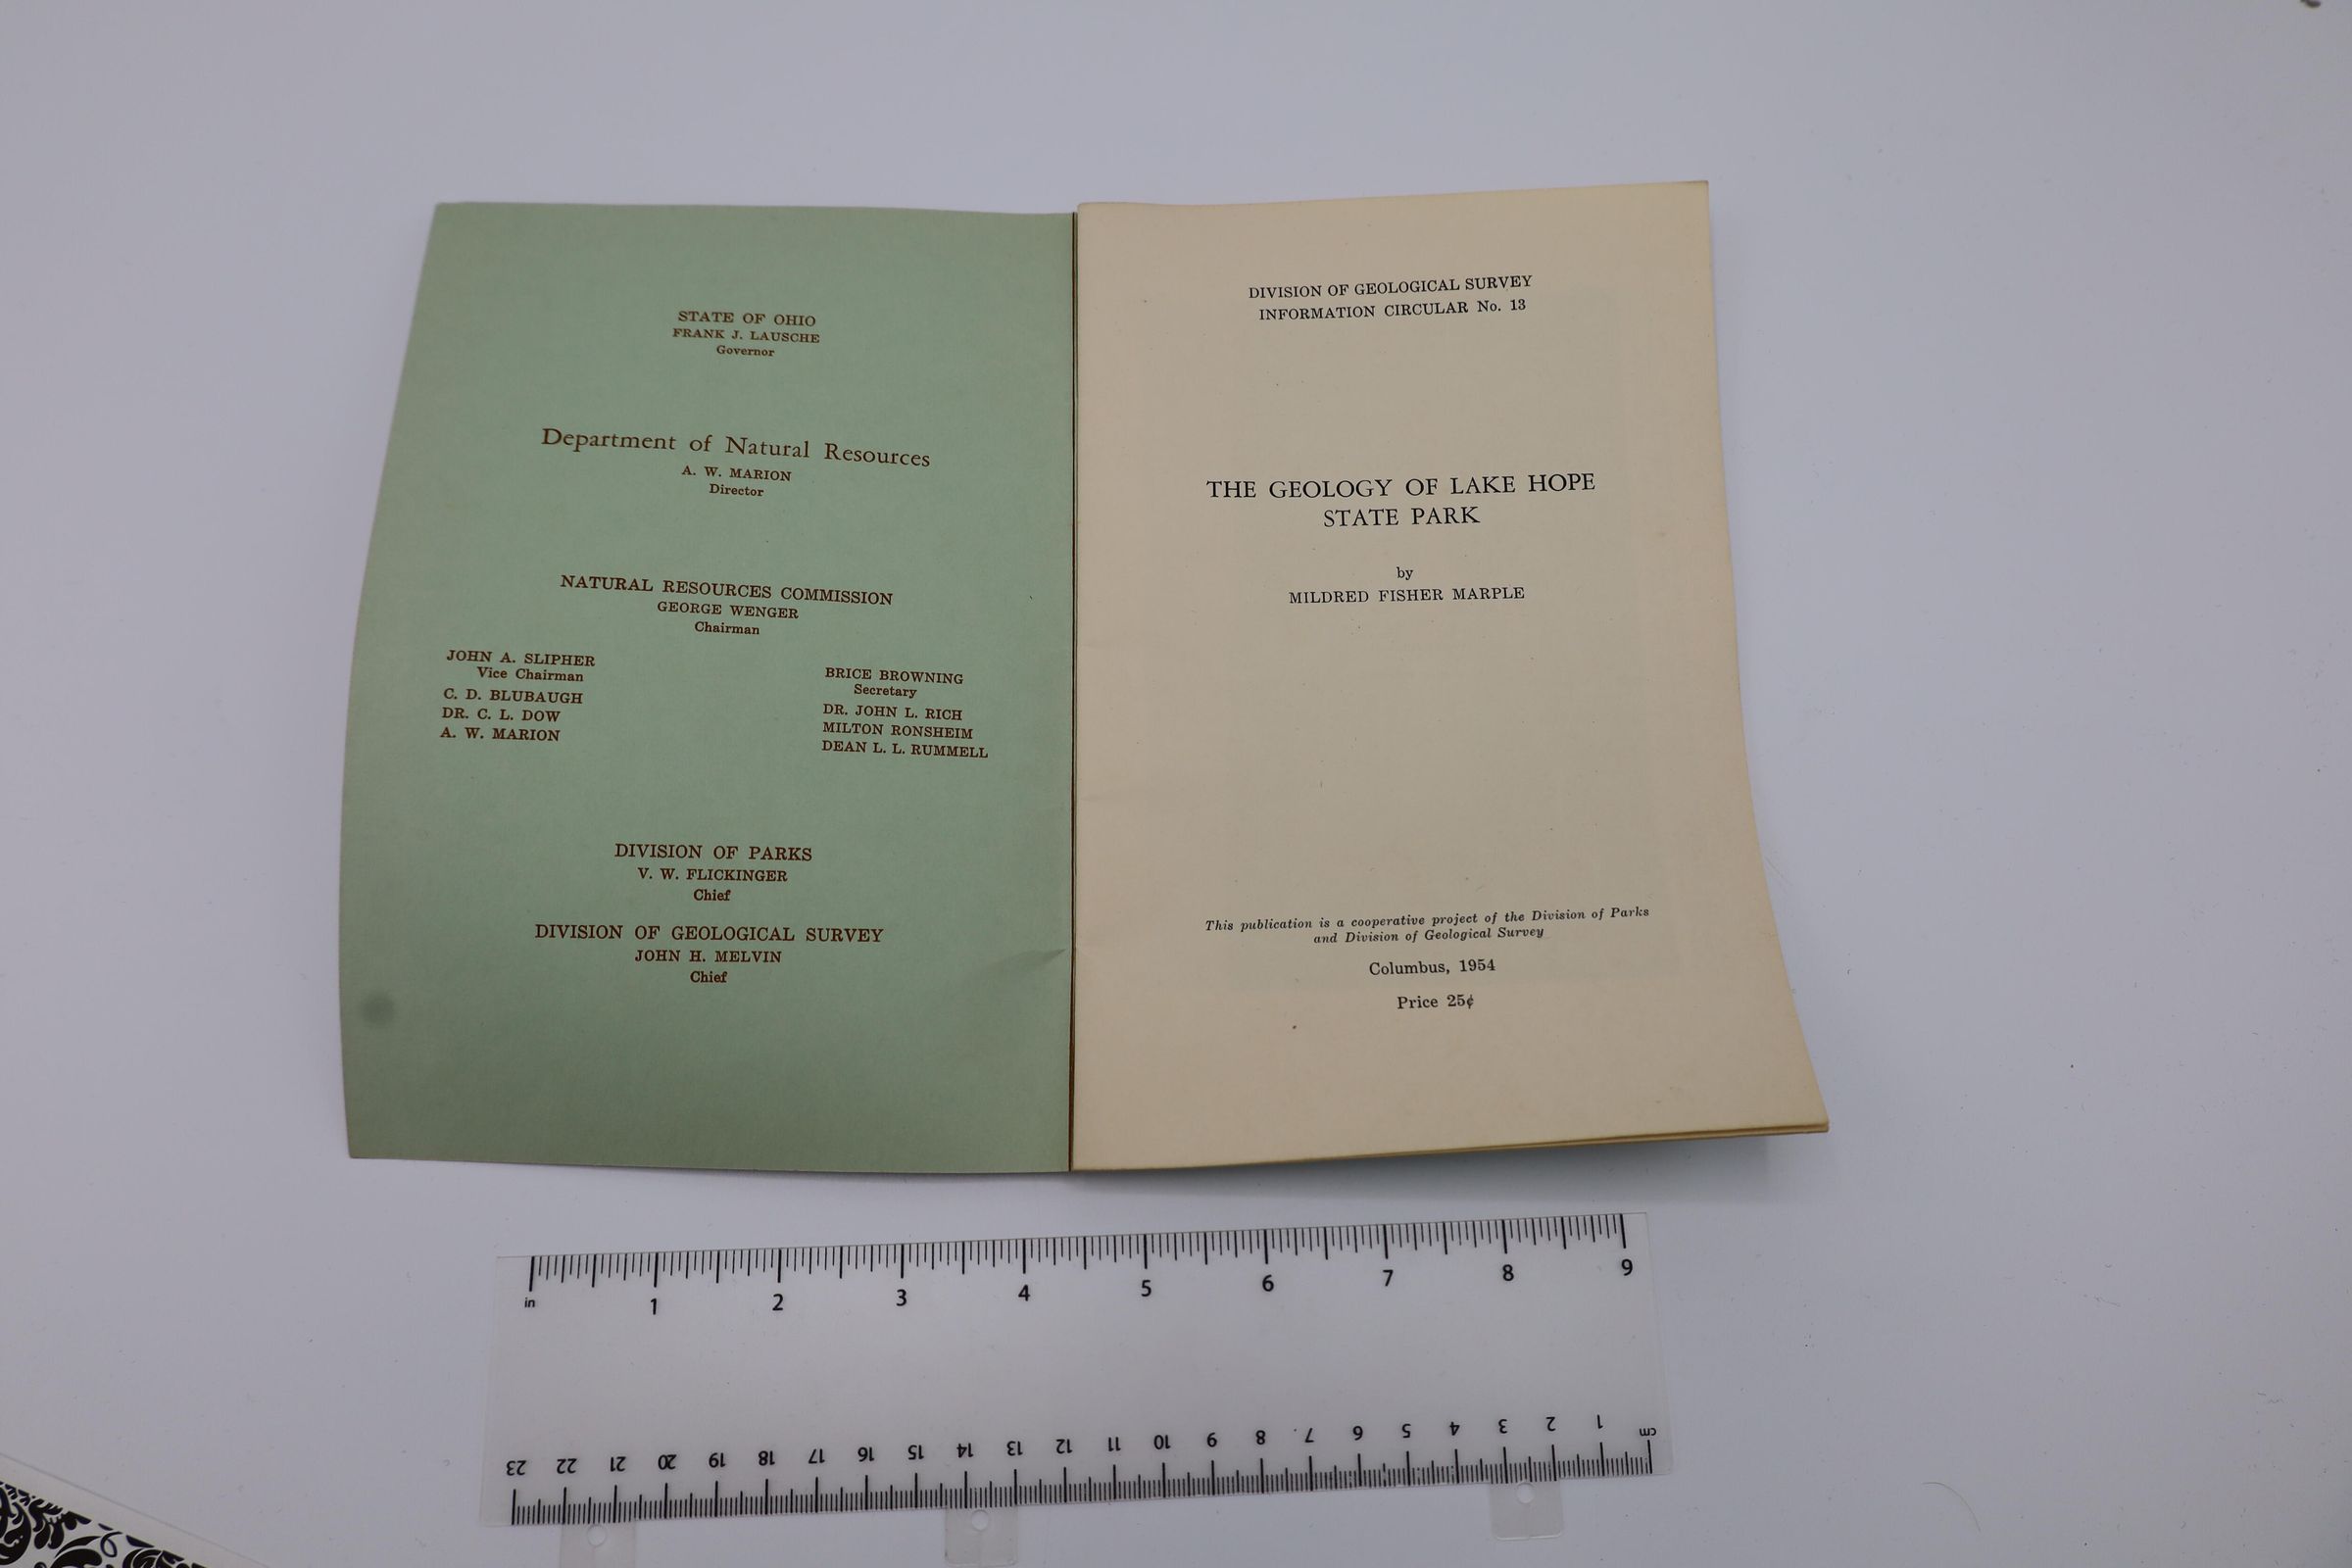 STATE OF OHIO
FRANK J. LAUSCHE
Governor
Department of Natural Resources
A. W. MARION
Director
NATURAL RESOURCES COMMISSION
GEORGE WENGER
Chairman
JOHN A. SLIPHER
Vice Chairman
C. D. BLUBAUGH
DR. C. L. DOW
A. W. MARION
BRICE BROWNING
Secretary
DR. JOHN L. RICH
MILTON RONSHEIM
DEAN L. L. RUMMELL
DIVISION OF PARKS
V. W. FLICKINGER
Chief
DIVISION OF GEOLOGICAL SURVEY
JOHN H. MELVIN
Chief
DIVISION OF GEOLOGICAL SURVEY
INFORMATION CIRCULAR No. 13
THE GEOLOGY OF LAKE HOPE
STATE PARK
by
MILDRED FISHER MARPLE
This publication is a cooperative project of the Division of Parks
and Division of Geological Survey
Columbus, 1954
Price 25¢
in 1 2 3 4 5 6 7 8 9
23 22 21 20 19 18 17 16 15 14 13 12 11 10 9 8 7 6 5 4 3 2 1 cm